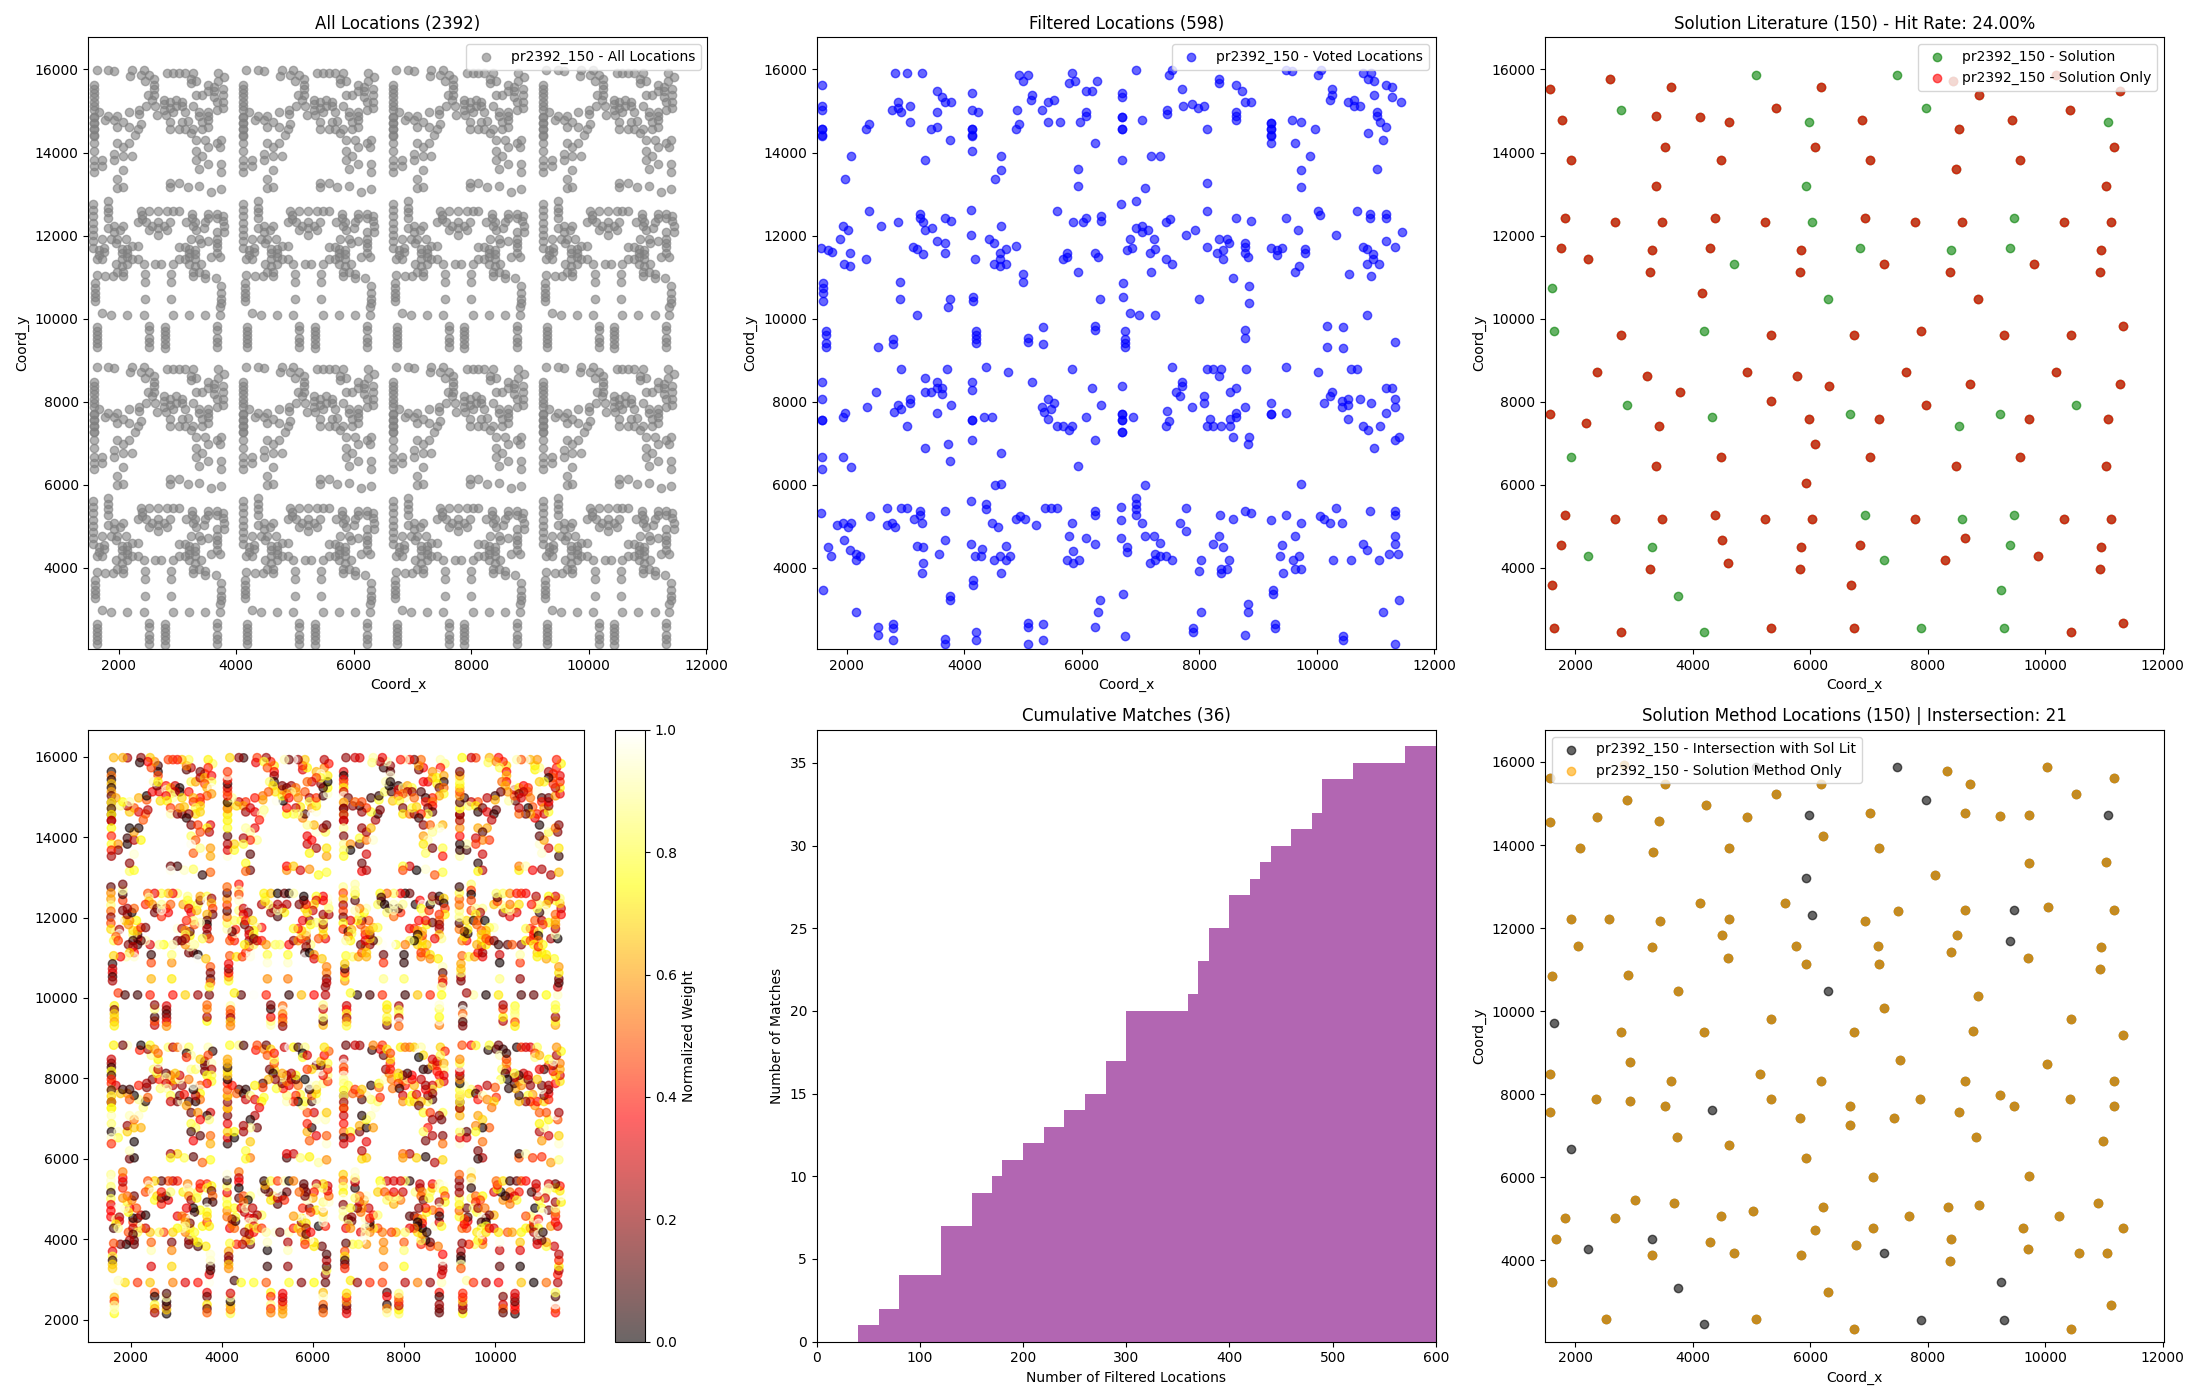 All Locations (2392)
pr2392_150 - All Locations
16000
14000
12000
10000
8000
6000
4000
Coord_y
2000 4000 6000 8000 10000 12000
Coord_x
Filtered Locations (598)
pr2392_150 - Voted Locations
16000
14000
12000
10000
8000
6000
4000
Coord_y
2000 4000 6000 8000 10000 12000
Coord_x
Solution Literature (150) - Hit Rate: 24.00%
pr2392_150 - Solution
pr2392_150 - Solution Only
16000
14000
12000
10000
8000
6000
4000
Coord_y
2000 4000 6000 8000 10000 12000
Coord_x
16000
14000
12000
10000
8000
6000
4000
2000
2000 4000 6000 8000 10000
1.0
0.8
0.6
0.4
0.2
0.0
Normalized Weight
Cumulative Matches (36)
35
30
25
20
15
10
5
0
Number of Matches
0 100 200 300 400 500 600
Number of Filtered Locations
Solution Method Locations (150) | Instersection: 21
pr2392_150 - Intersection with Sol Lit
pr2392_150 - Solution Method Only
16000
14000
12000
10000
8000
6000
4000
Coord_y
2000 4000 6000 8000 10000 12000
Coord_x